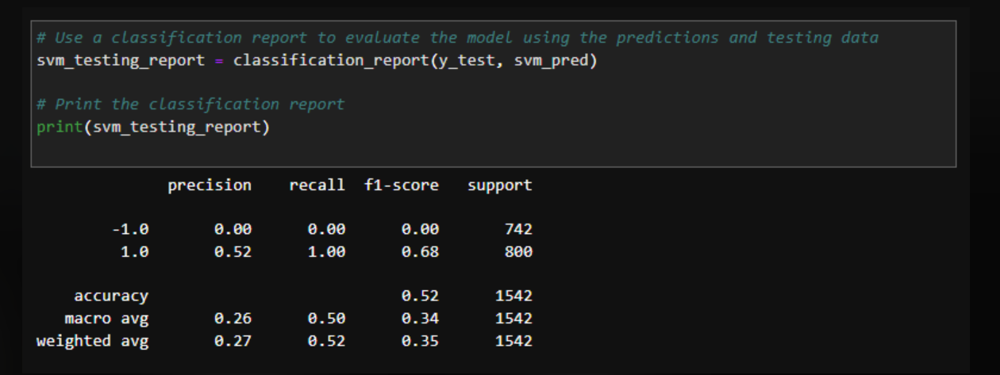 # Use a classification report to evaluate the model using the predictions and testing data
svm_testing_report = classification_report(y_test, svm_pred)
# Print the classification report
print(svm_testing_report)
precision recall f1-score support
-1.0 0.00 0.00 0.00 742
1.0 0.52 1.00 0.68 800
accuracy 0.52 1542
macro avg 0.26 0.50 0.34 1542
weighted avg 0.27 0.52 0.35 1542